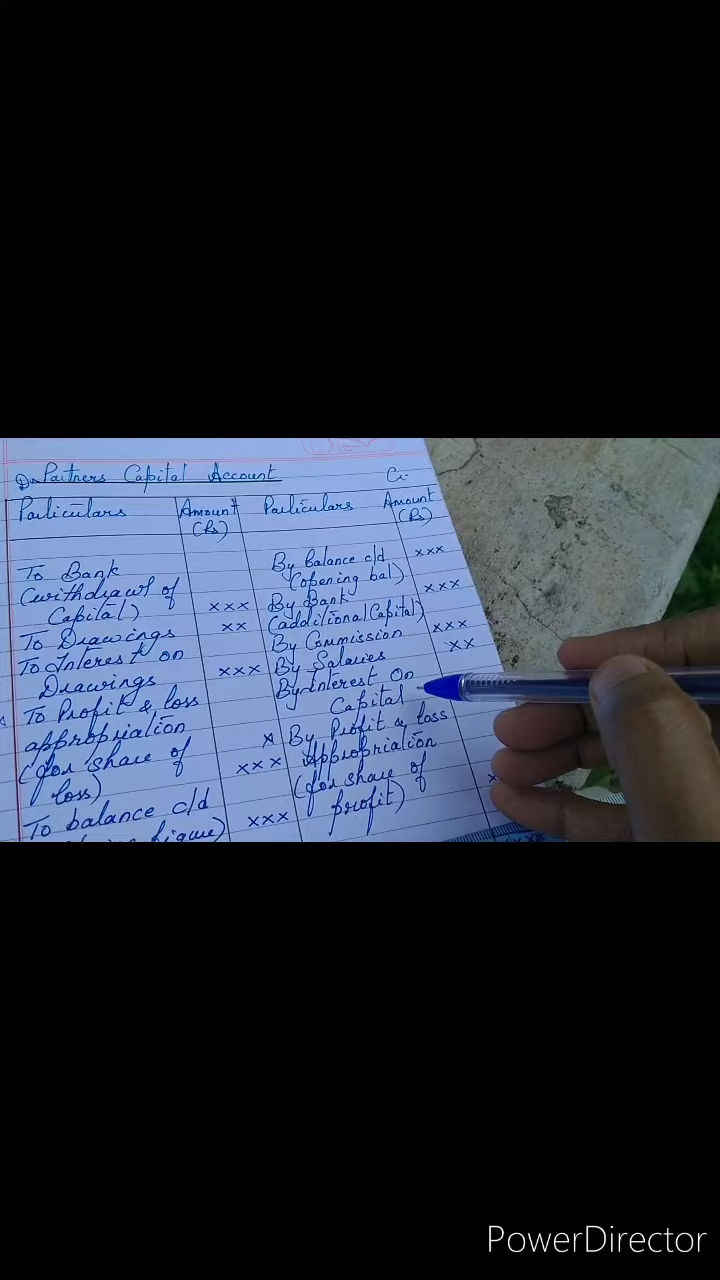 Dr Partners Capital Account Cr
Particulars Amount (Rs) Particulars Amount (Rs)
To Bank
(withdrawl of
Capital) xxx
To Drawings xx
To Interest on
Drawings xxx
To Profit & loss
appropriation
(for share of
loss) xxx
To balance c/d
figure) xxx
By balance c/d xxx
(opening bal)
By Bank xxx
(additional Capital)
By Commission xxx
By Salaries xx
By Interest On
Capital
By Profit & loss
Appropriation
(for share of
profit)
PowerDirector